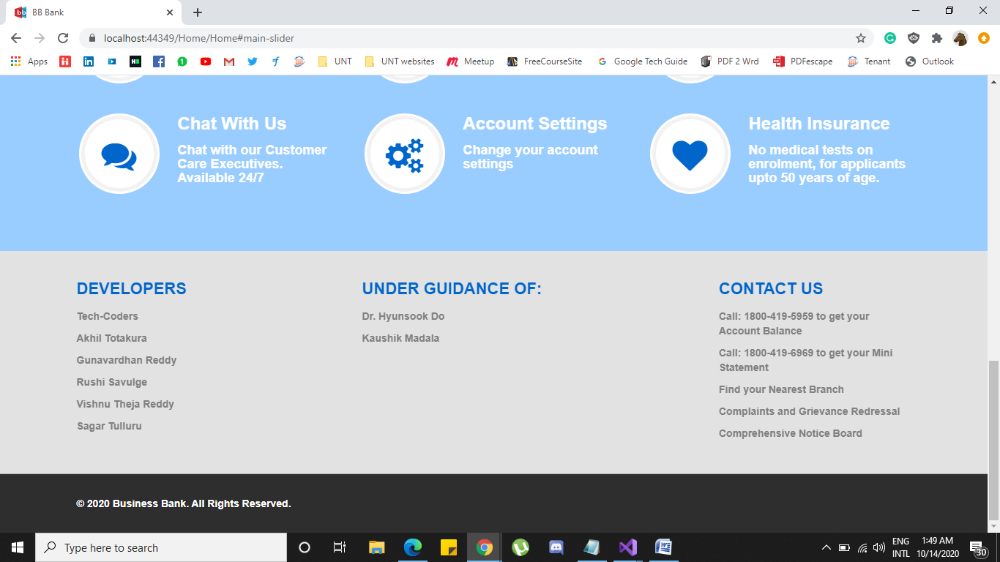 BB Bank
localhost:44349/Home/Home#main-slider
Apps
UNT
UNT websites
Meetup
FreeCourseSite
Google Tech Guide
PDF 2 Wrd
PDFescape
Tenant
Outlook
Chat With Us
Chat with our Customer
Care Executives.
Available 24/7
Account Settings
Change your account
settings
Health Insurance
No medical tests on
enrolment, for applicants
upto 50 years of age.
DEVELOPERS
Tech-Coders
Akhil Totakura
Gunavardhan Reddy
Rushi Savulge
Vishnu Theja Reddy
Sagar Tulluru
UNDER GUIDANCE OF:
Dr. Hyunsook Do
Kaushik Madala
CONTACT US
Call: 1800-419-5959 to get your
Account Balance
Call: 1800-419-6969 to get your Mini
Statement
Find your Nearest Branch
Complaints and Grievance Redressal
Comprehensive Notice Board
© 2020 Business Bank. All Rights Reserved.
Type here to search
ENG
INTL
1:49 AM
10/14/2020
30